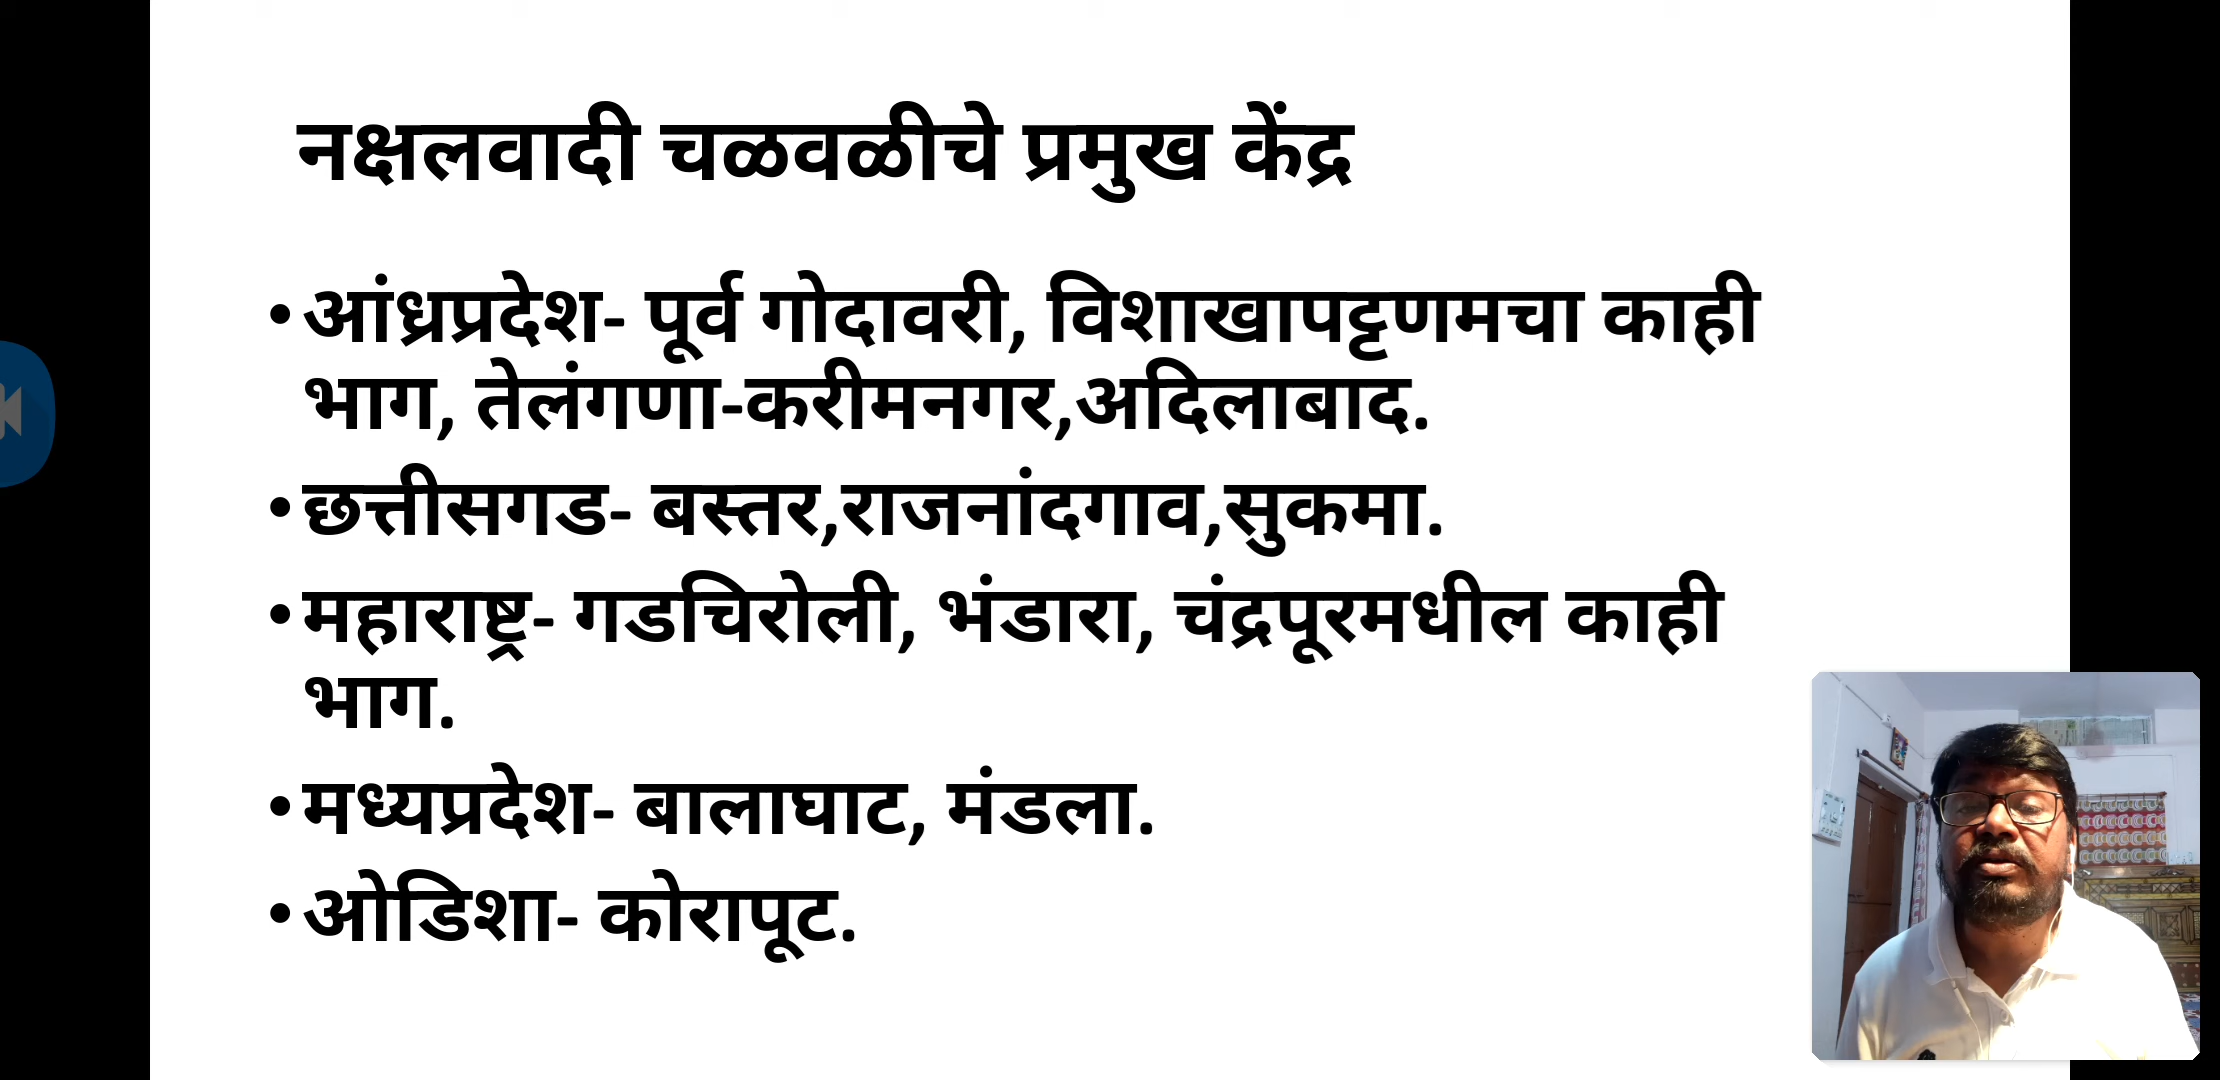 नक्षलवादी चळवळीचे प्रमुख केंद्र
•आंध्रप्रदेश- पूर्व गोदावरी, विशाखापट्टणमचा काही
भाग, तेलंगणा-करीमनगर,अदिलाबाद.
•छत्तीसगड- बस्तर,राजनांदगाव,सुकमा.
•महाराष्ट्र- गडचिरोली, भंडारा, चंद्रपूरमधील काही
भाग.
•मध्यप्रदेश- बालाघाट, मंडला.
•ओडिशा- कोरापूट.